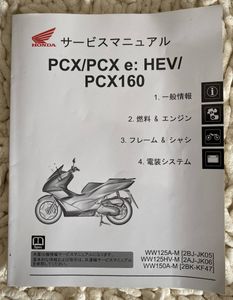 HONDA
サービスマニュアル
PCX/PCX e: HEV/
PCX160
1. 一般情報
2. 燃料 & エンジン
3. フレーム & シャシ
4. 電装システム
WW125A-M [2BJ-JK05]
WW125HV-M [2AJ-JK06]
WW150A-M [2BK-KF47]